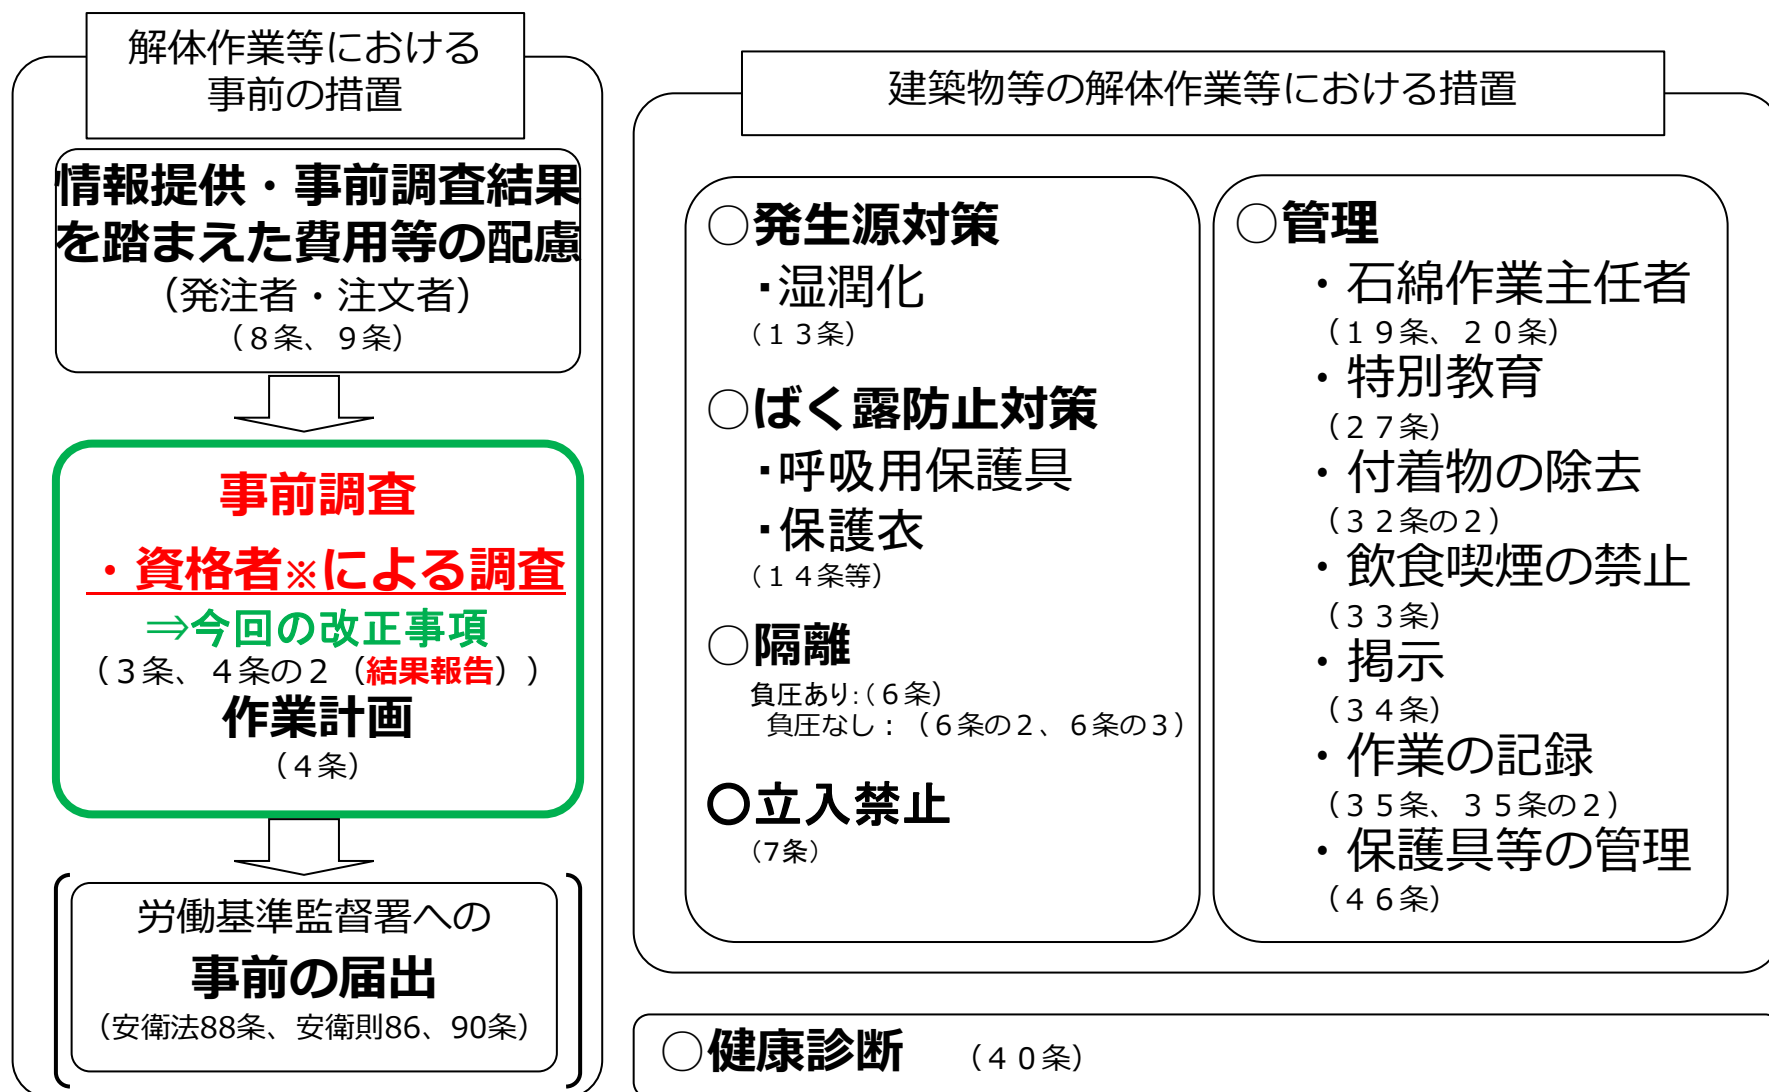 解体作業等における
事前の措置
情報提供・事前調査結果
を踏まえた費用等の配慮
（発注者・注文者）
（８条、９条）
事前調査
・資格者※による調査
⇒今回の改正事項
（３条、４条の２（結果報告））
作業計画
（４条）
労働基準監督署への
事前の届出
（安衛法88条、安衛則86、90条）
建築物等の解体作業等における措置
○発生源対策
・湿潤化
（１３条）
○ばく露防止対策
・呼吸用保護具
・保護衣
（１４条等）
○隔離
負圧あり:（６条）
負圧なし：（６条の２、６条の３）
○立入禁止
（7条）
○管理
・石綿作業主任者
（１９条、２０条）
・特別教育
（２７条）
・付着物の除去
（３２条の２）
・飲食喫煙の禁止
（３３条）
・掲示
（３４条）
・作業の記録
（３５条、３５条の２）
・保護具等の管理
（４６条）
○健康診断　（４０条）